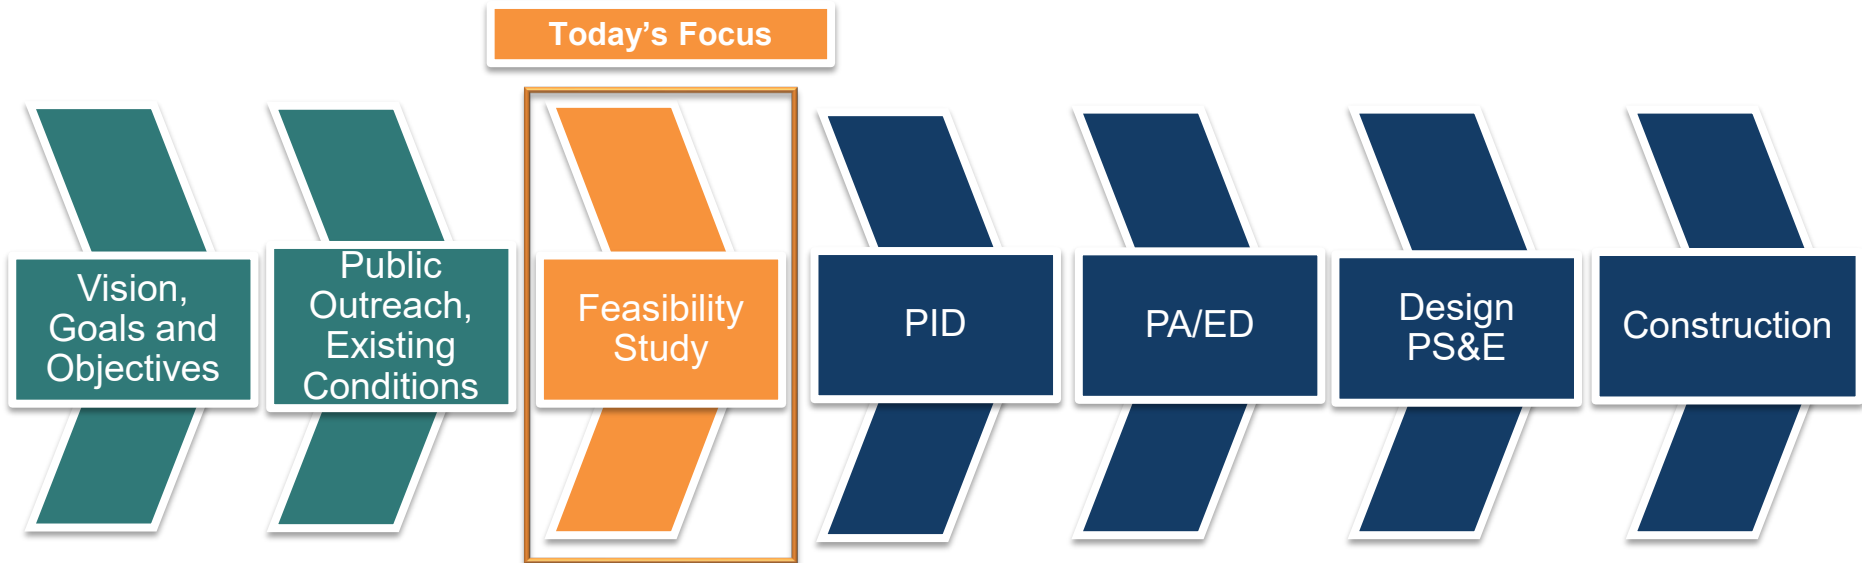 Today’s Focus
Vision,
Goals and
Objectives
Public
Outreach,
Existing
Conditions
Feasibility
Study
PID
PA/ED
Design
PS&E
Construction